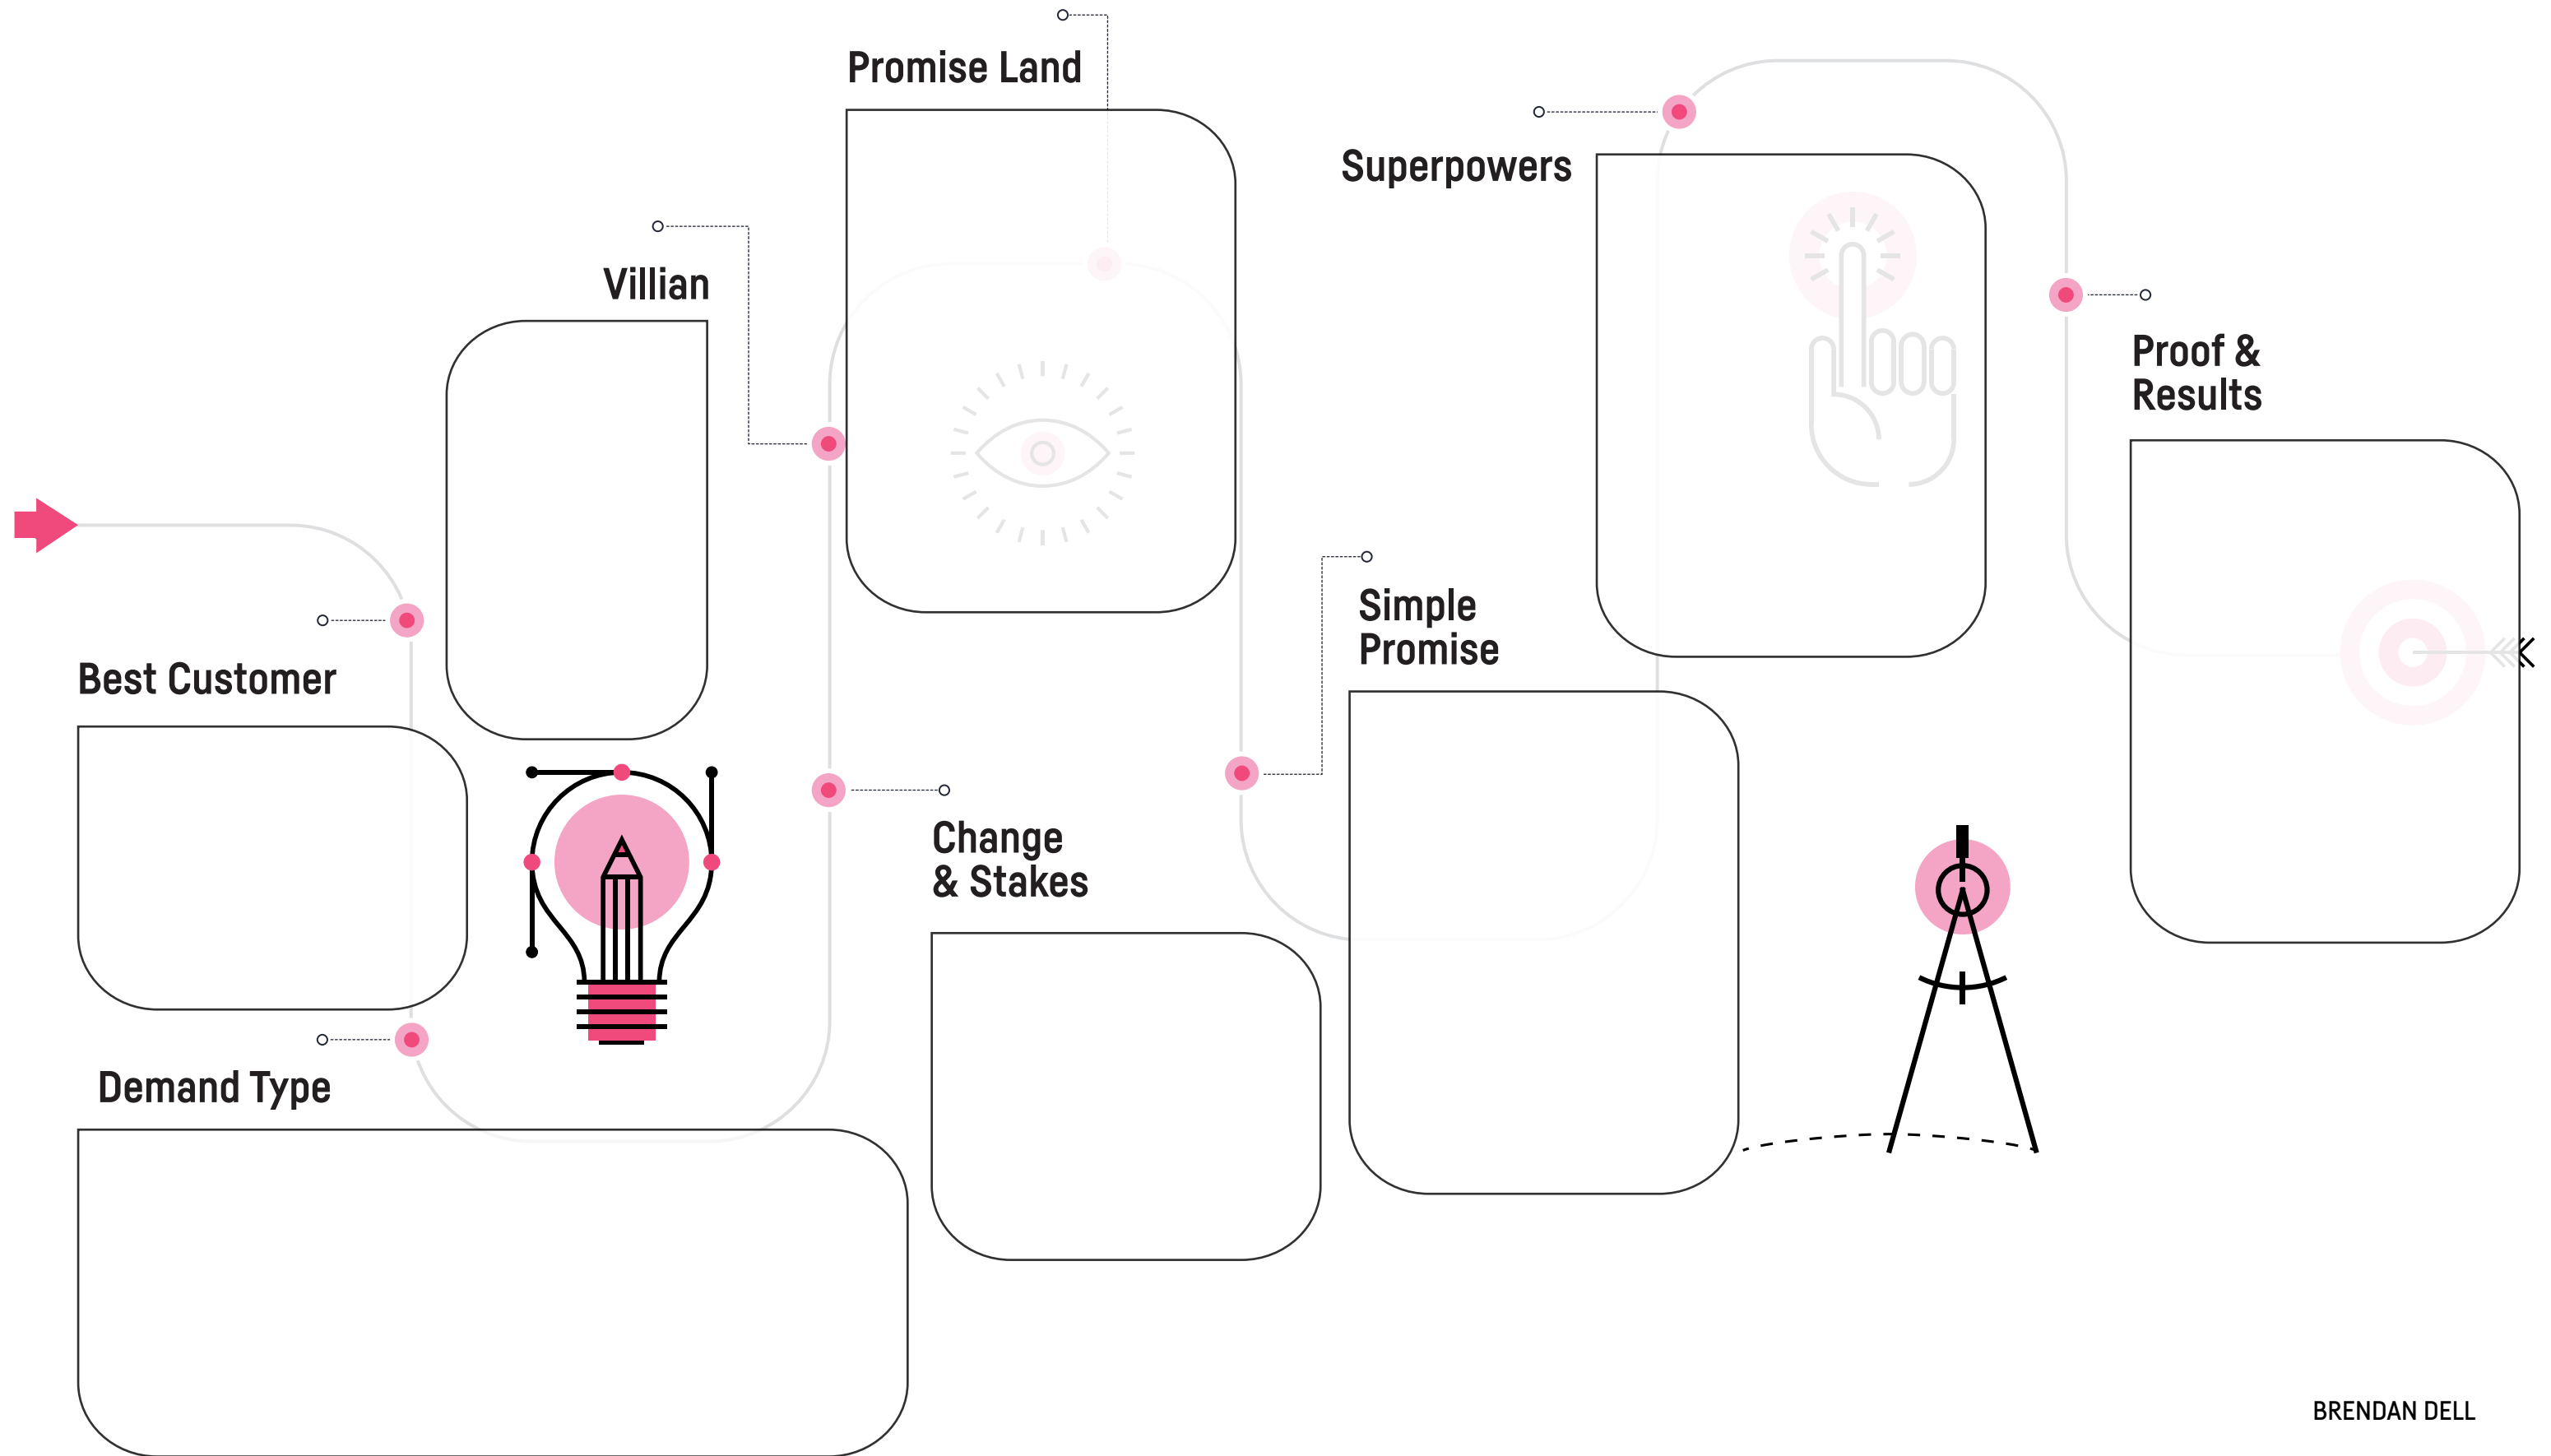 Promise Land
Superpowers
Villian
Proof &
Results
Simple
Promise
Best Customer
Change
& Stakes
Demand Type
BRENDAN DELL